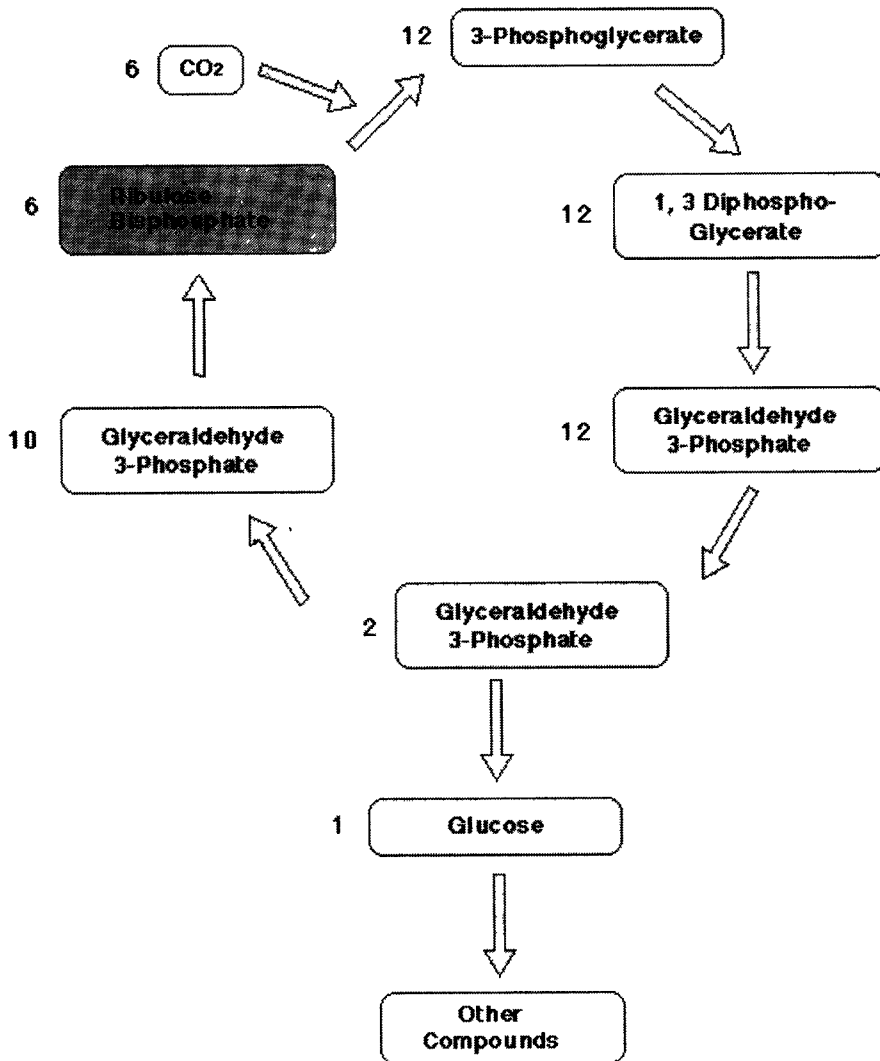 12
3-Phosphoglycerate
6
CO2
6
Ribulose
Bisphosphate
12
1, 3 Diphospho-
Glycerate
10
Glyceraldehyde
3-Phosphate
12
Glyceraldehyde
3-Phosphate
2
Glyceraldehyde
3-Phosphate
1
Glucose
Other
Compounds